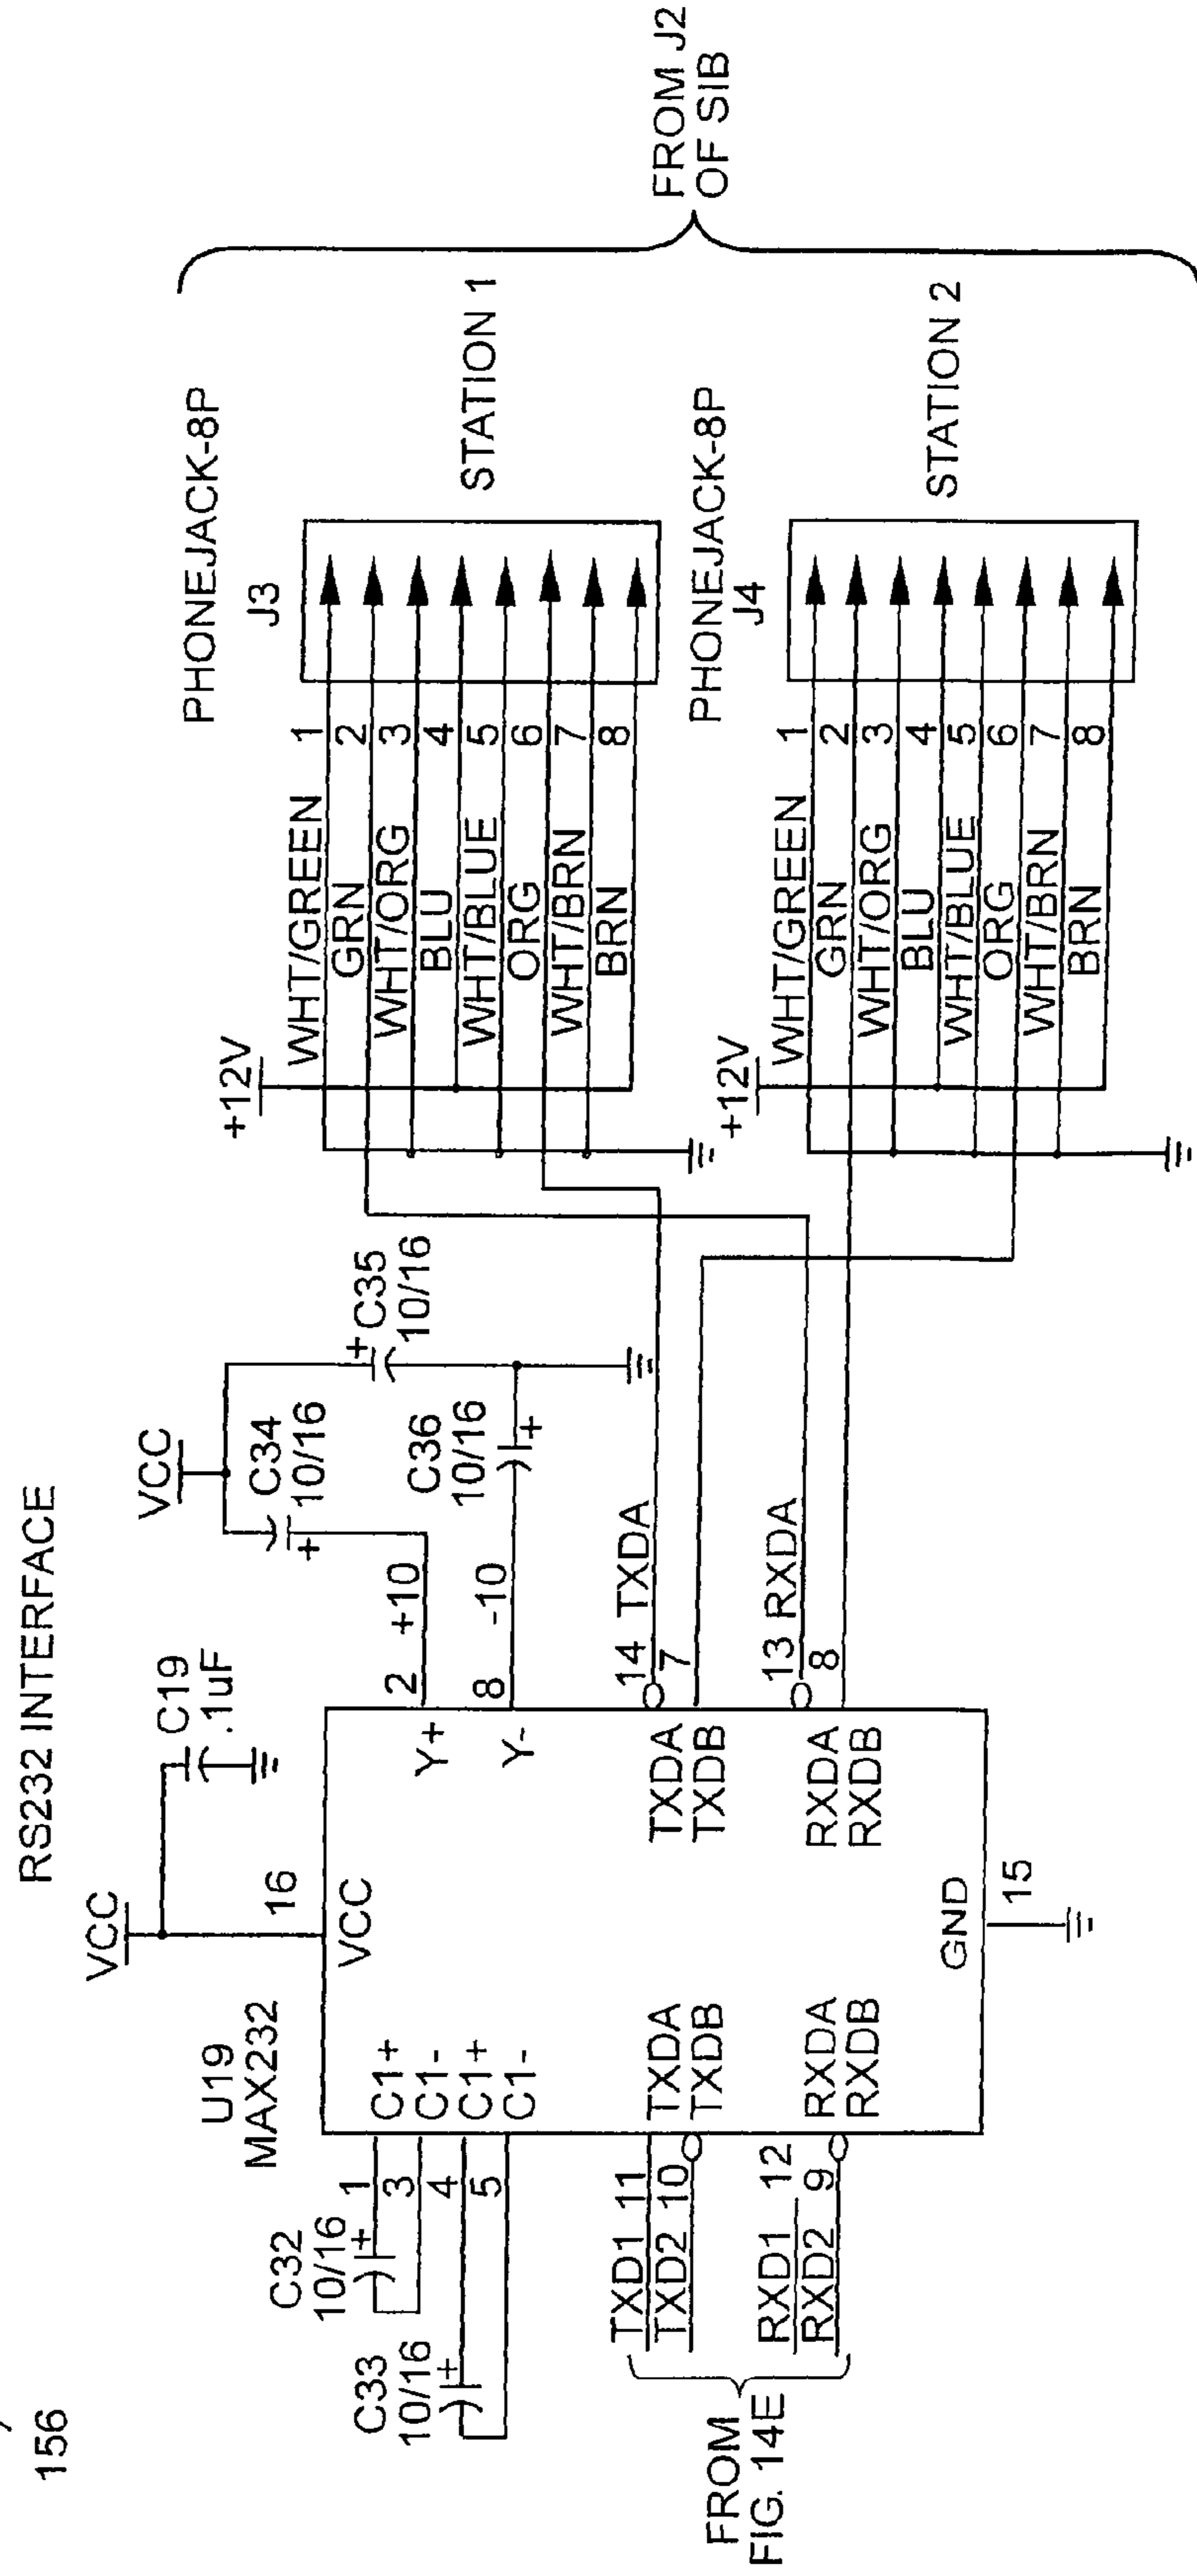 156
RS232 INTERFACE
VCC
C19
.1uF
VCC
C34
10/16
C35
10/16
C36
10/16
U19
MAX232
16
VCC
C32
10/16
C33
10/16
1
3
4
5
C1+
C1-
C1+
C1-
Y+
Y-
2
+10
8
-10
TXD1
11
TXD2
10
RXD1
12
RXD2
9
FROM
FIG. 14E
TXDA
TXDB
RXDA
RXDB
TXDA
TXDB
RXDA
RXDB
14
TXDA
7
13
RXDA
8
GND
15
+12V
WHT/GREEN
1
GRN
2
WHT/ORG
3
BLU
4
WHT/BLUE
5
ORG
6
WHT/BRN
7
BRN
8
PHONEJACK-8P
J3
STATION 1
+12V
WHT/GREEN
1
GRN
2
WHT/ORG
3
BLU
4
WHT/BLUE
5
ORG
6
WHT/BRN
7
BRN
8
PHONEJACK-8P
J4
STATION 2
FROM J2
OF SIB